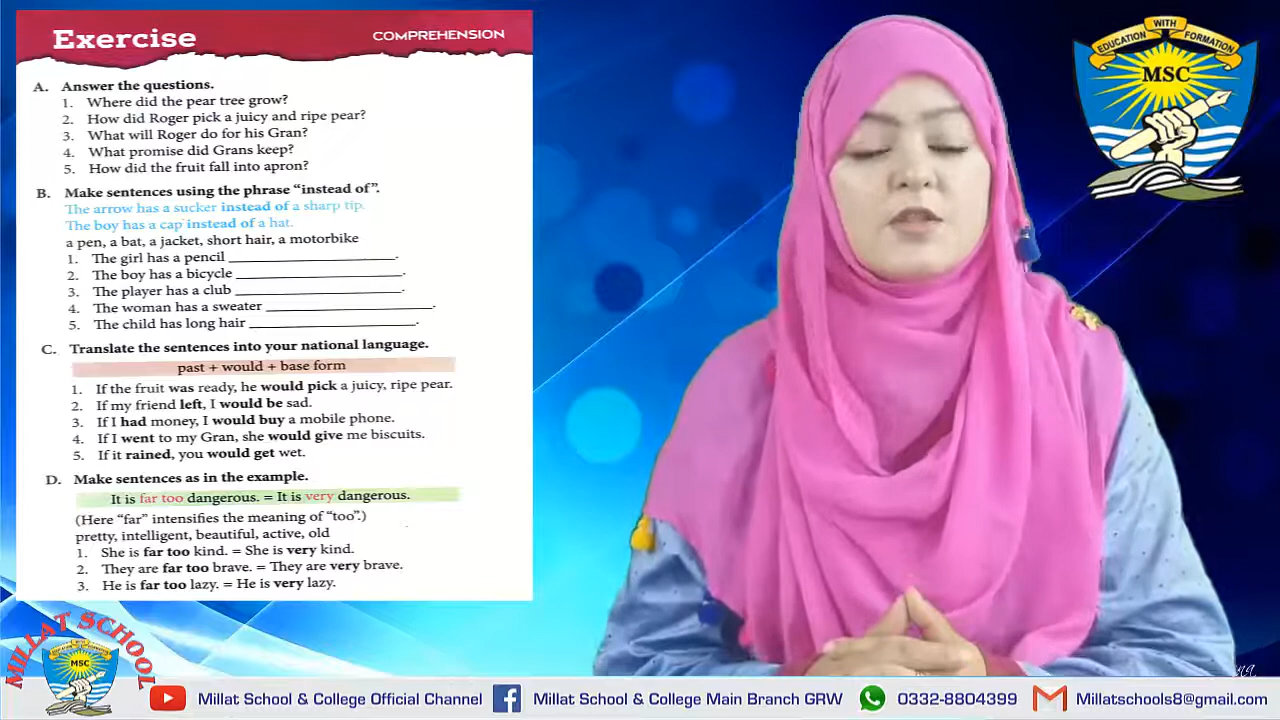 Exercise
COMPREHENSION
A. Answer the questions.
1. Where did the pear tree grow?
2. How did Roger pick a juicy and ripe pear?
3. What will Roger do for his Gran?
4. What promise did Grans keep?
5. How did the fruit fall into apron?
B. Make sentences using the phrase “instead of”.
The arrow has a sucker instead of a sharp tip.
The boy has a cap instead of a hat.
a pen, a bat, a jacket, short hair, a motorbike
1. The girl has a pencil ____________.
2. The boy has a bicycle ____________.
3. The player has a club ____________.
4. The woman has a sweater ____________.
5. The child has long hair ____________.
C. Translate the sentences into your national language.
past + would + base form
1. If the fruit was ready, he would pick a juicy, ripe pear.
2. If my friend left, I would be sad.
3. If I had money, I would buy a mobile phone.
4. If I went to my Gran, she would give me biscuits.
5. If it rained, you would get wet.
D. Make sentences as in the example.
It is far too dangerous. = It is very dangerous.
(Here “far” intensifies the meaning of “too”.)
pretty, intelligent, beautiful, active, old
1. She is far too kind. = She is very kind.
2. They are far too brave. = They are very brave.
3. He is far too lazy. = He is very lazy.
EDUCATION WITH FORMATION
MSC
MILLAT SCHOOL
MSC
Millat School & College Official Channel
Millat School & College Main Branch GRW
0332-8804399
Millatschools8@gmail.com